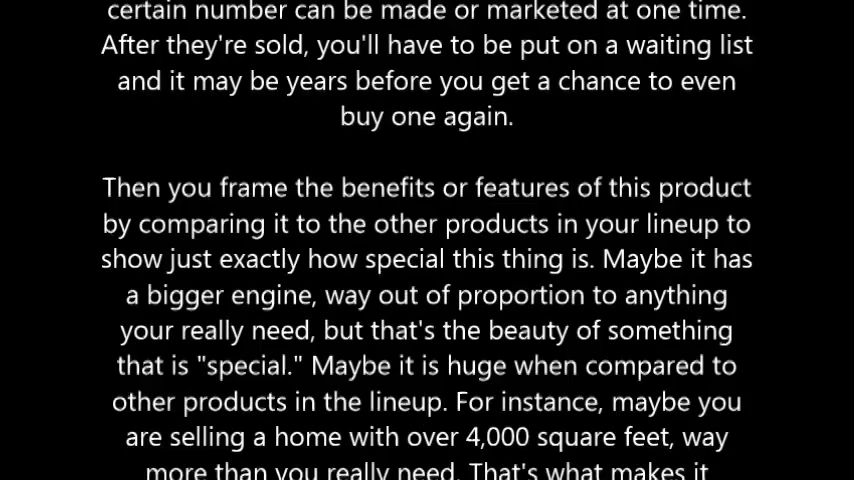 certain number can be made or marketed at one time.
After they're sold, you'll have to be put on a waiting list
and it may be years before you get a chance to even
buy one again.
Then you frame the benefits or features of this product
by comparing it to the other products in your lineup to
show just exactly how special this thing is. Maybe it has
a bigger engine, way out of proportion to anything
your really need, but that's the beauty of something
that is "special." Maybe it is huge when compared to
other products in the lineup. For instance, maybe you
are selling a home with over 4,000 square feet, way
more than you really need. That's what makes it